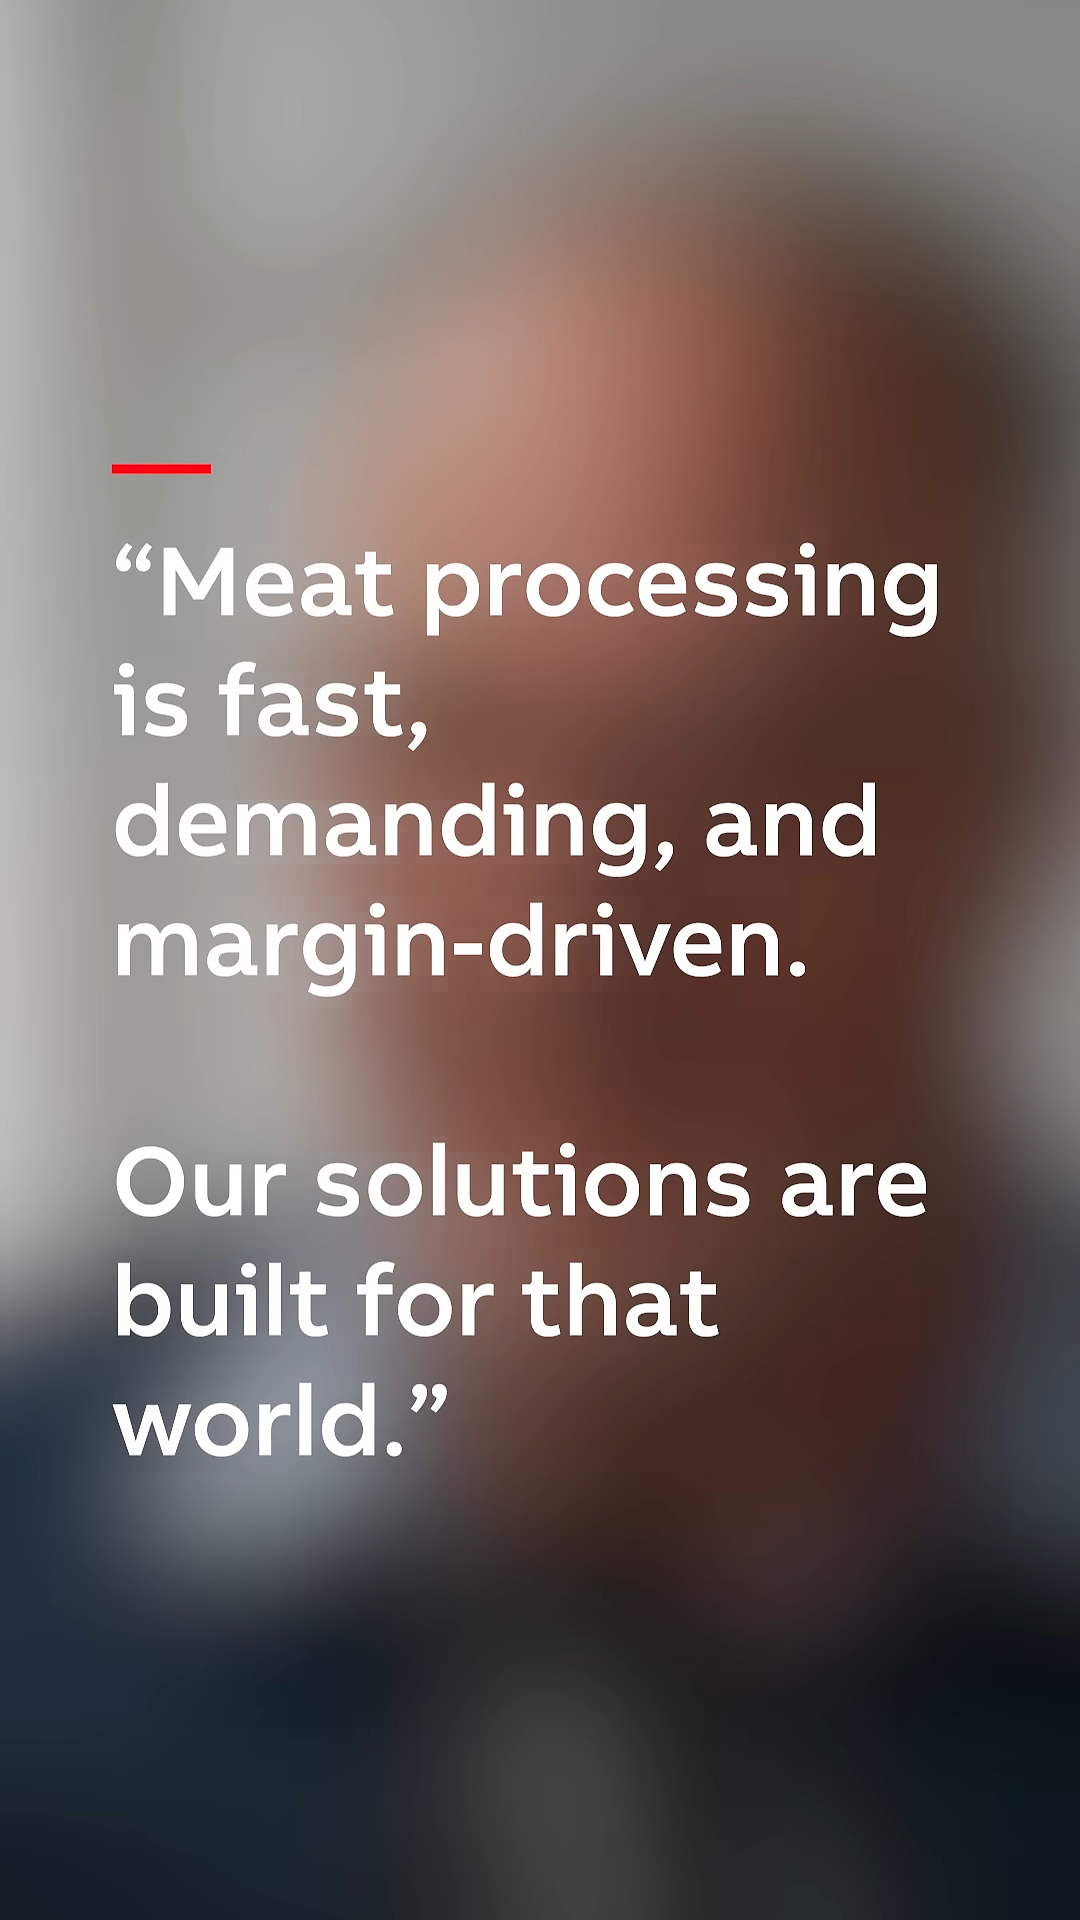 “Meat processing
is fast,
demanding, and
margin-driven.
Our solutions are
built for that
world.”